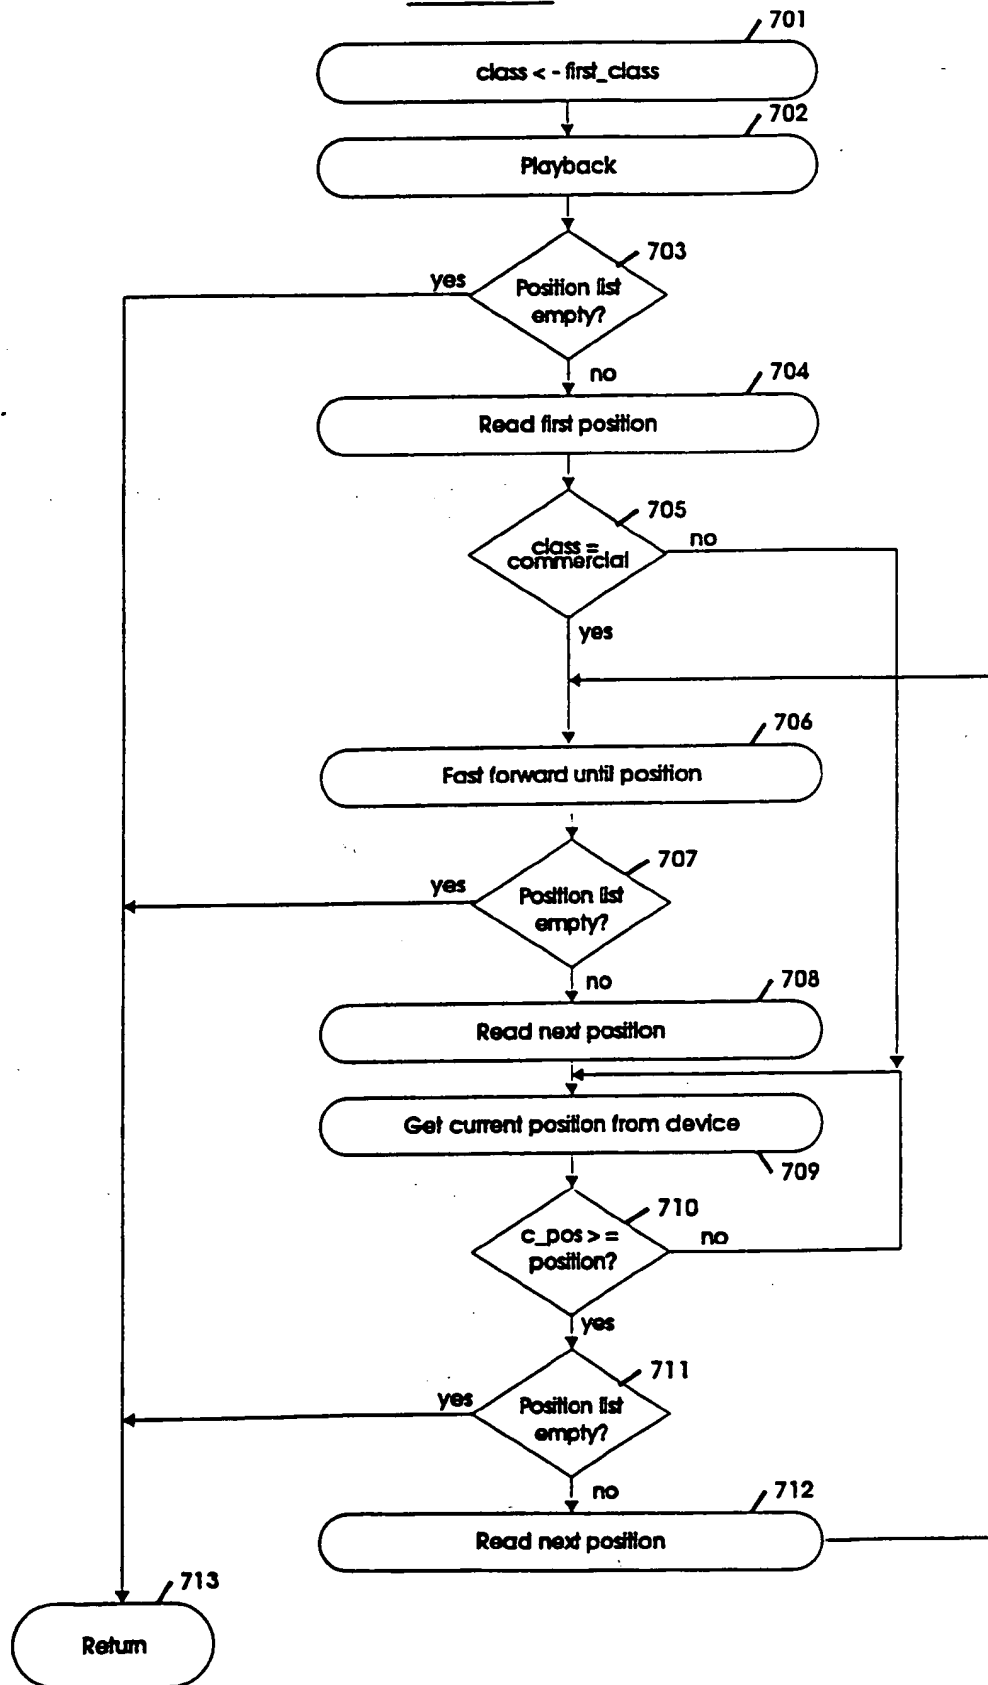 701
class < - first_class
702
Playback
703
yes
Position list
empty?
no
704
Read first position
705
no
class =
commercial
yes
706
Fast forward until position
707
yes
Position list
empty?
no
708
Read next position
Get current position from device
709
710
c_pos > =
position?
no
yes
711
yes
Position list
empty?
no
712
Read next position
713
Return